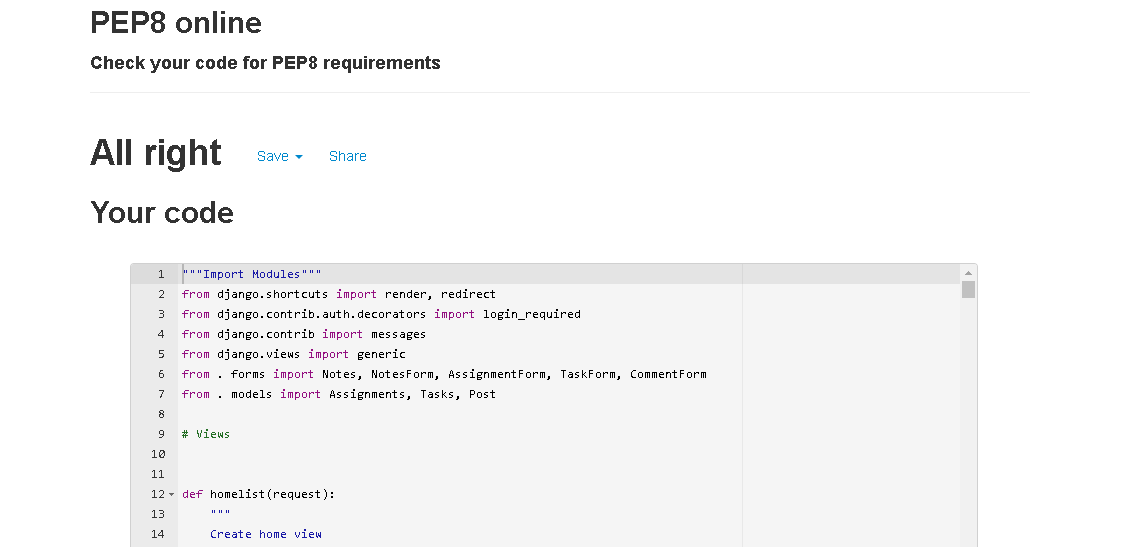 PEP8 online
Check your code for PEP8 requirements
All right Save Share
Your code
1 """Import Modules"""
2 from django.shortcuts import render, redirect
3 from django.contrib.auth.decorators import login_required
4 from django.contrib import messages
5 from django.views import generic
6 from . forms import Notes, NotesForm, AssignmentForm, TaskForm, CommentForm
7 from . models import Assignments, Tasks, Post
8
9 # Views
10
11
12 def homelist(request):
13 """
14 Create home view